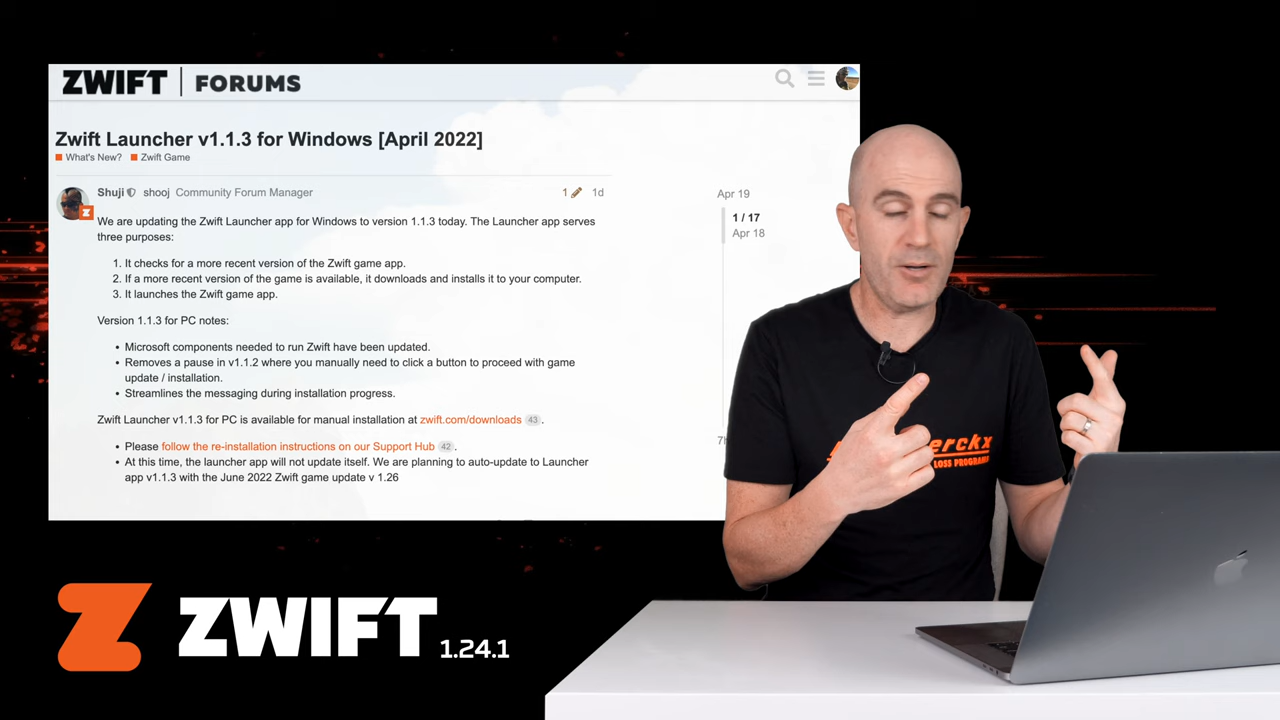 ZWIFT | FORUMS
Zwift Launcher v1.1.3 for Windows [April 2022]
What's New? Zwift Game
Shuji shooj Community Forum Manager 1 1d
We are updating the Zwift Launcher app for Windows to version 1.1.3 today. The Launcher app serves
three purposes:
1. It checks for a more recent version of the Zwift game app.
2. If a more recent version of the game is available, it downloads and installs it to your computer.
3. It launches the Zwift game app.
Version 1.1.3 for PC notes:
• Microsoft components needed to run Zwift have been updated.
• Removes a pause in v1.1.2 where you manually need to click a button to proceed with game
update / installation.
• Streamlines the messaging during installation progress.
Zwift Launcher v1.1.3 for PC is available for manual installation at zwift.com/downloads 43.
• Please follow the re-installation instructions on our Support Hub 42.
• At this time, the launcher app will not update itself. We are planning to auto-update to Launcher
app v1.1.3 with the June 2022 Zwift game update v 1.26
Apr 19
1 / 17
Apr 18
LOSS
Z ZWIFT 1.24.1